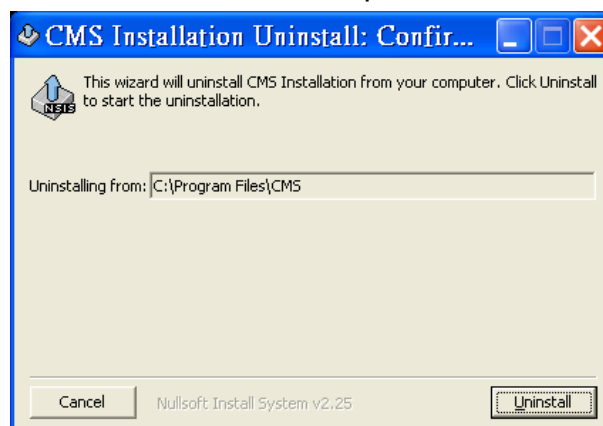 CMS Installation Uninstall: Confir...
This wizard will uninstall CMS Installation from your computer. Click Uninstall
to start the uninstallation.
NSIS
Uninstalling from: C:\Program Files\CMS
Cancel Nullsoft Install System v2.25 Uninstall